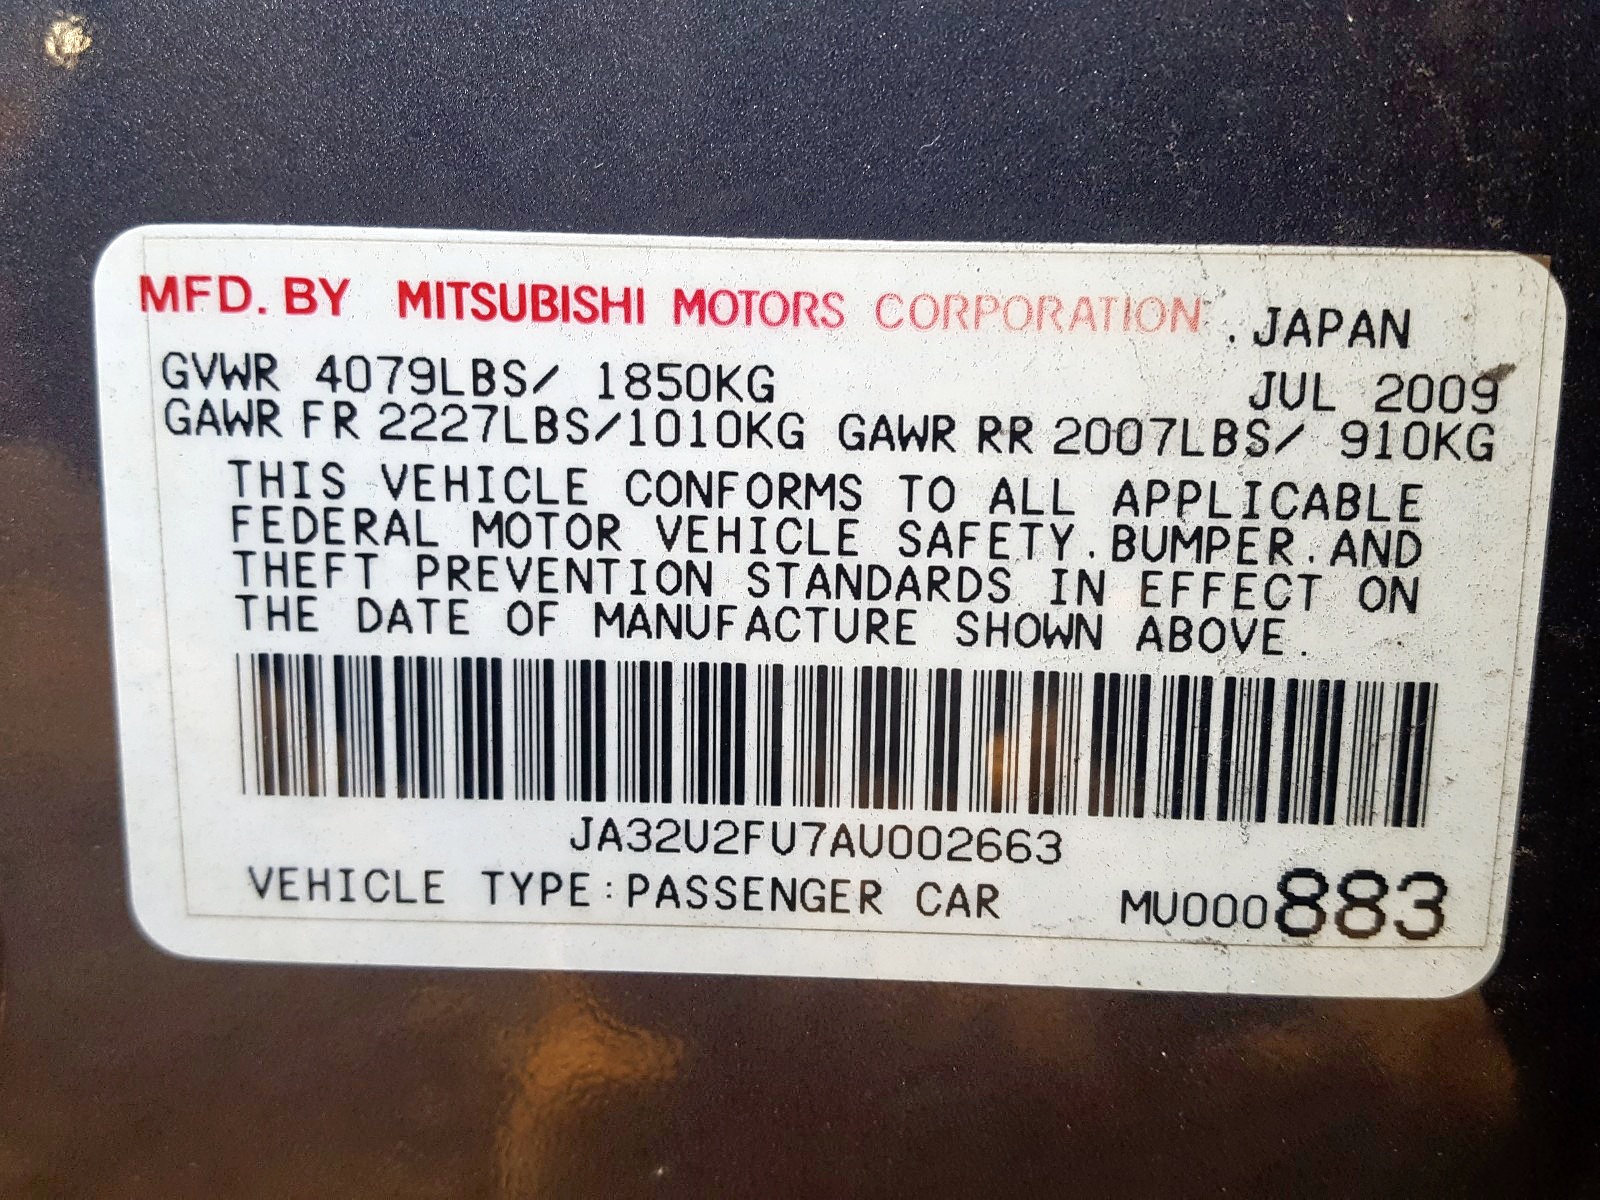 MFD. BY MITSUBISHI MOTORS CORPORATION. JAPAN
GVWR 4079LBS/ 1850KG JUL 2009
GAWR FR 2227LBS/1010KG GAWR RR 2007LBS/ 910KG
THIS VEHICLE CONFORMS TO ALL APPLICABLE
FEDERAL MOTOR VEHICLE SAFETY.BUMPER.AND
THEFT PREVENTION STANDARDS IN EFFECT ON
THE DATE OF MANUFACTURE SHOWN ABOVE.
JA32U2FU7AU002663
VEHICLE TYPE:PASSENGER CAR MU000883